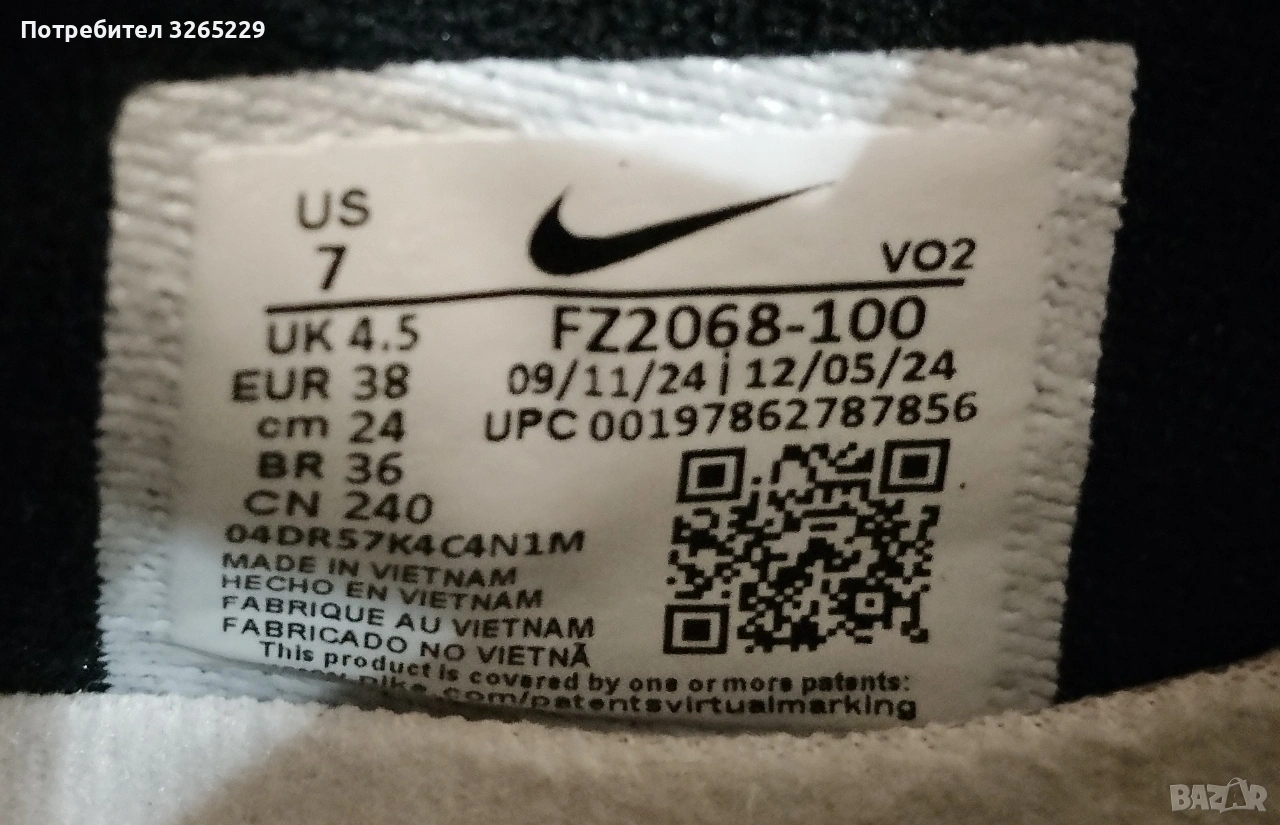 Потребител 3265229
US
7
VO2
UK 4.5
EUR 38
cm 24
BR 36
CN 240
FZ2068-100
09/11/24 | 12/05/24
UPC 00197862787856
04DR57K4C4N1M
MADE IN VIETNAM
HECHO EN VIETNAM
FABRIQUE AU VIETNAM
FABRICADO NO VIETNÃ
This product is covered by one or more patents:
nike.com/patentsvirtualmarking
BAZAR